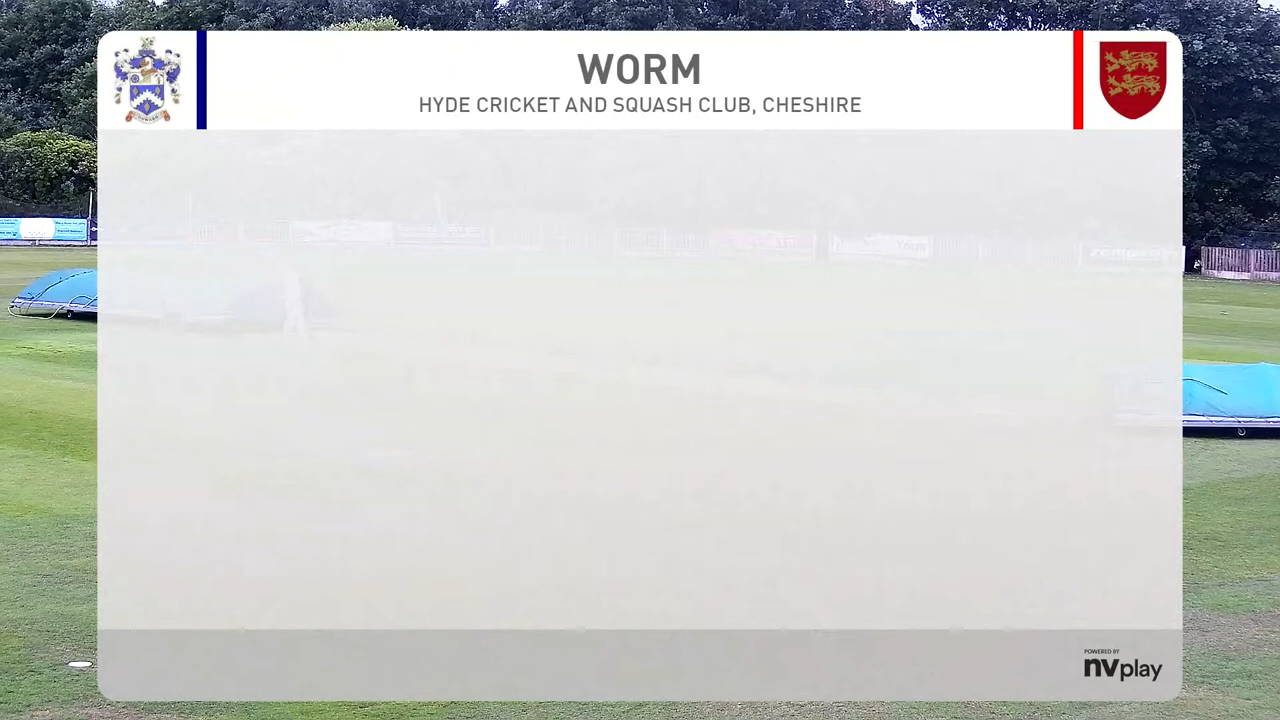 WORM
HYDE CRICKET AND SQUASH CLUB, CHESHIRE
POWERED BY
nvplay